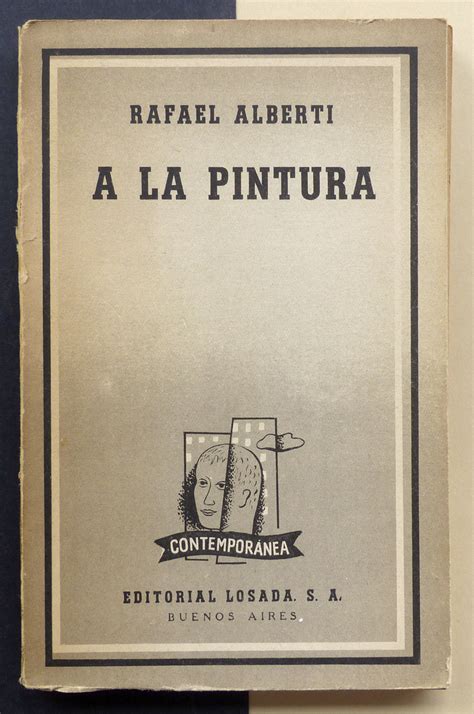 RAFAEL ALBERTI
A LA PINTURA
CONTEMPORÁNEA
EDITORIAL LOSADA. S. A.
BUENOS AIRES